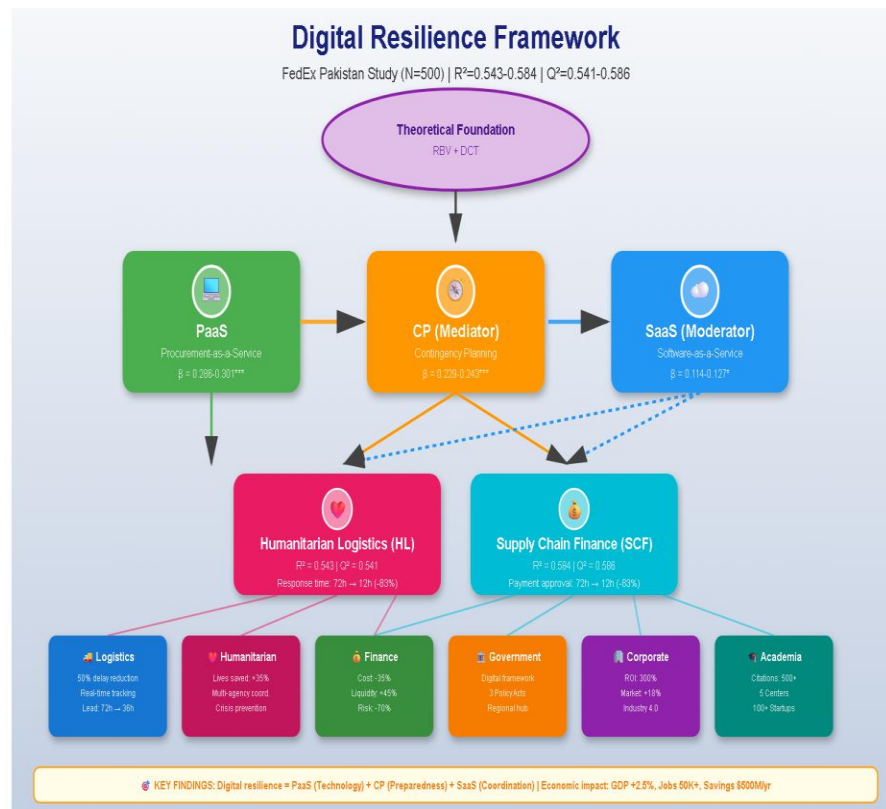 Digital Resilience Framework
FedEx Pakistan Study (N=500) | R²=0.543-0.584 | Q²=0.541-0.586
Theoretical Foundation
RBV + DCT
PaaS
Procurement-as-a-Service
β = 0.286-0.301***
CP (Mediator)
Contingency Planning
β = 0.229-0.243***
SaaS (Moderator)
Software-as-a-Service
β = 0.114-0.127*
Humanitarian Logistics (HL)
R² = 0.543 | Q² = 0.541
Response time: 72h → 12h (-83%)
Supply Chain Finance (SCF)
R² = 0.584 | Q² = 0.586
Payment approval: 72h → 12h (-83%)
Logistics
50% delay reduction
Real-time tracking
Lead: 72h → 36h
Humanitarian
Lives saved: +35%
Multi-agency coord.
Crisis prevention
Finance
Cost: -35%
Liquidity: +45%
Risk: -70%
Government
Digital framework
3 Policy Acts
Regional hub
Corporate
ROI: 300%
Market: +18%
Industry 4.0
Academia
Citations: 500+
5 Centers
100+ Startups
KEY FINDINGS: Digital resilience = PaaS (Technology) + CP (Preparedness) + SaaS (Coordination) | Economic impact: GDP +2.5%, Jobs 50K+, Savings $500M/yr